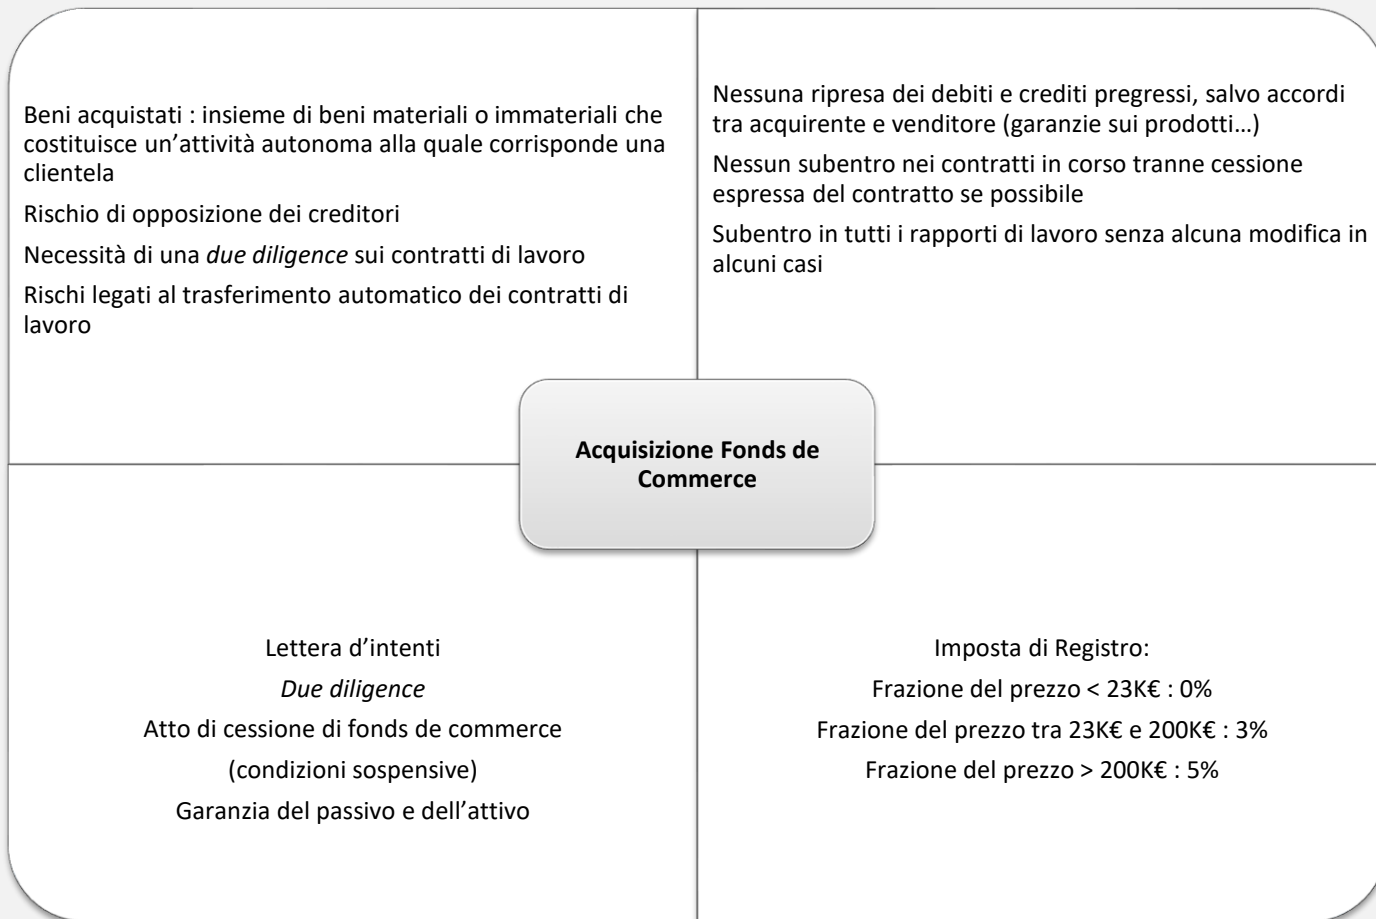 Beni acquistati : insieme di beni materiali o immateriali che
costituisce un'attività autonoma alla quale corrisponde una
clientela
Rischio di opposizione dei creditori
Necessità di una due diligence sui contratti di lavoro
Rischi legati al trasferimento automatico dei contratti di
lavoro
Nessuna ripresa dei debiti e crediti pregressi, salvo accordi
tra acquirente e venditore (garanzie sui prodotti…)
Nessun subentro nei contratti in corso tranne cessione
espressa del contratto se possibile
Subentro in tutti i rapporti di lavoro senza alcuna modifica in
alcuni casi
Acquisizione Fonds de
Commerce
Lettera d'intenti
Due diligence
Atto di cessione di fonds de commerce
(condizioni sospensive)
Garanzia del passivo e dell'attivo
Imposta di Registro:
Frazione del prezzo < 23K€ : 0%
Frazione del prezzo tra 23K€ e 200K€ : 3%
Frazione del prezzo > 200K€ : 5%